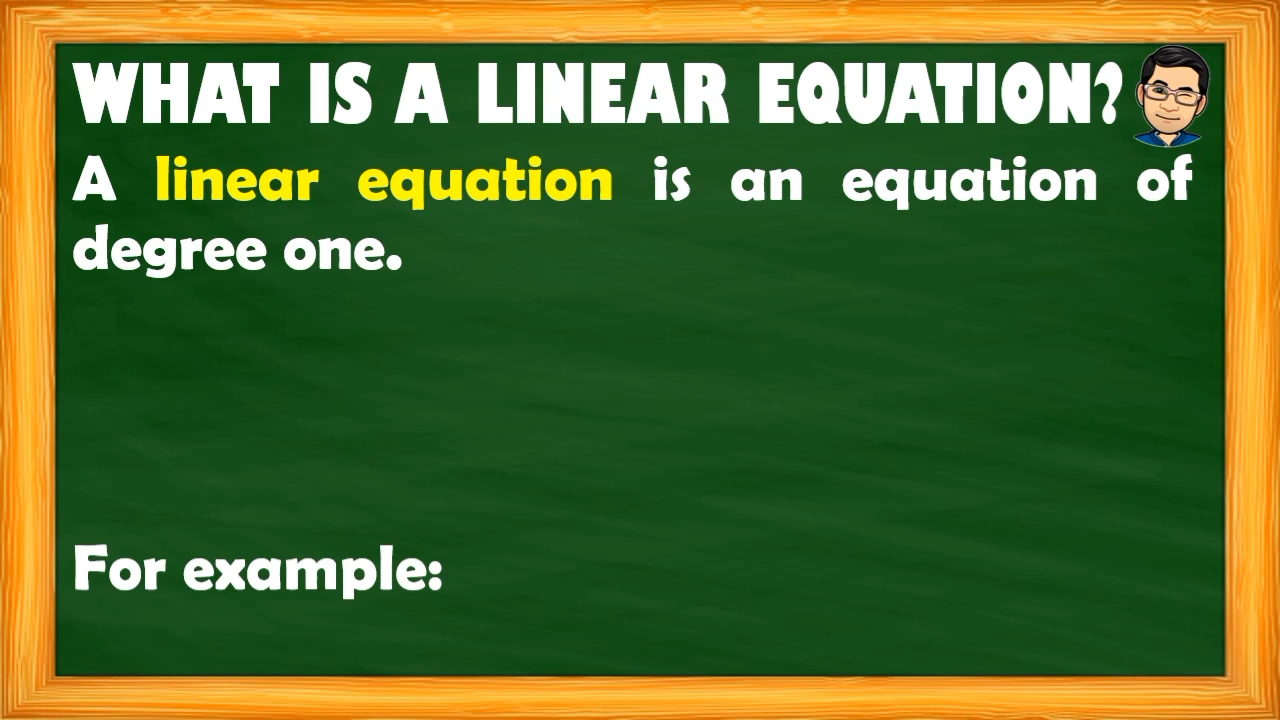 WHAT IS A LINEAR EQUATION?
A linear equation is an equation of
degree one.
For example: